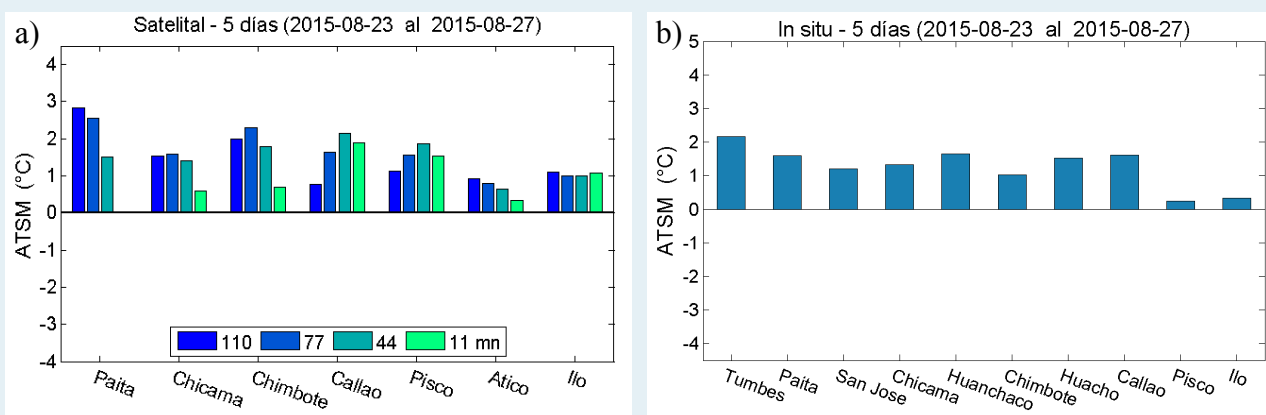 a)
Satelital - 5 días (2015-08-23 al 2015-08-27)
ATSM (°C)
4
3
2
1
0
-1
-2
-3
-4
110 77 44 11 mn
Paita Chicama Chimbote Callao Pisco Atico Ilo
b)
In situ - 5 días (2015-08-23 al 2015-08-27)
ATSM (°C)
5
4
3
2
1
0
-1
-2
-3
-4
Tumbes Paita San Jose Chicama Huanchaco Chimbote Huacho Callao Pisco Ilo